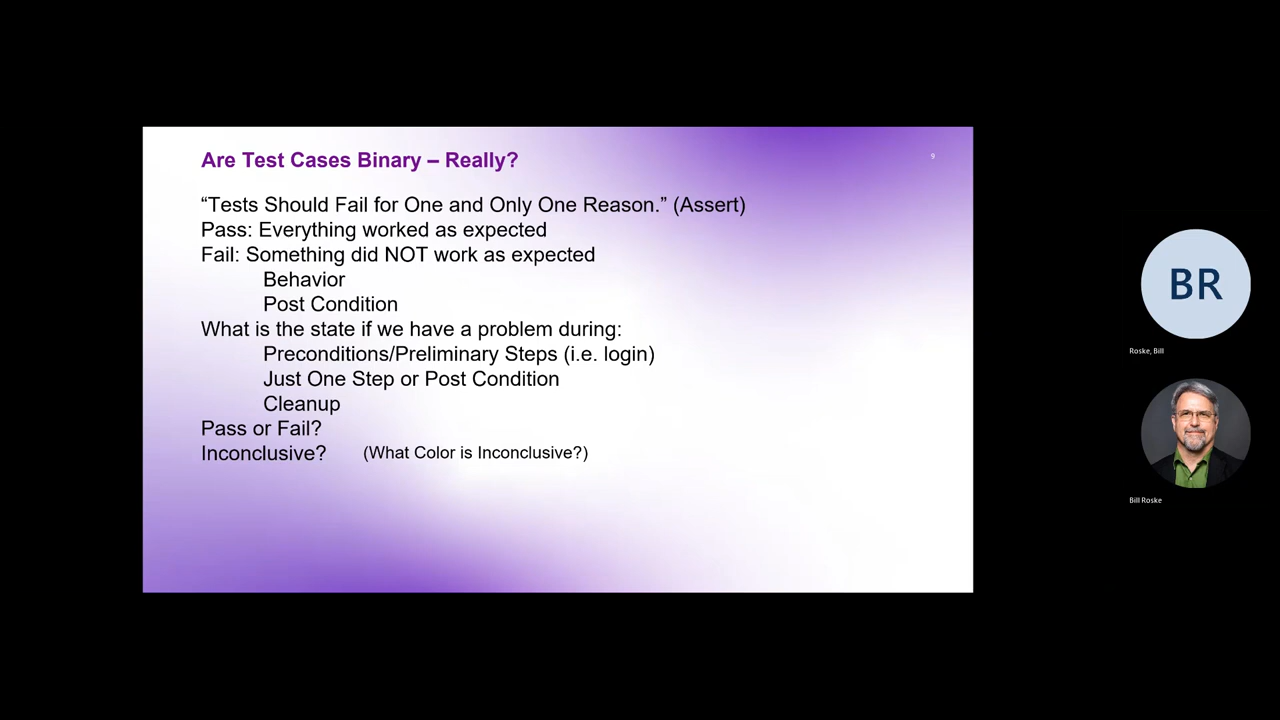 Are Test Cases Binary – Really?
9
“Tests Should Fail for One and Only One Reason.” (Assert)
Pass: Everything worked as expected
Fail: Something did NOT work as expected
Behavior
Post Condition
What is the state if we have a problem during:
Preconditions/Preliminary Steps (i.e. login)
Just One Step or Post Condition
Cleanup
Pass or Fail?
Inconclusive? (What Color is Inconclusive?)
BR
Roske, Bill
Bill Roske